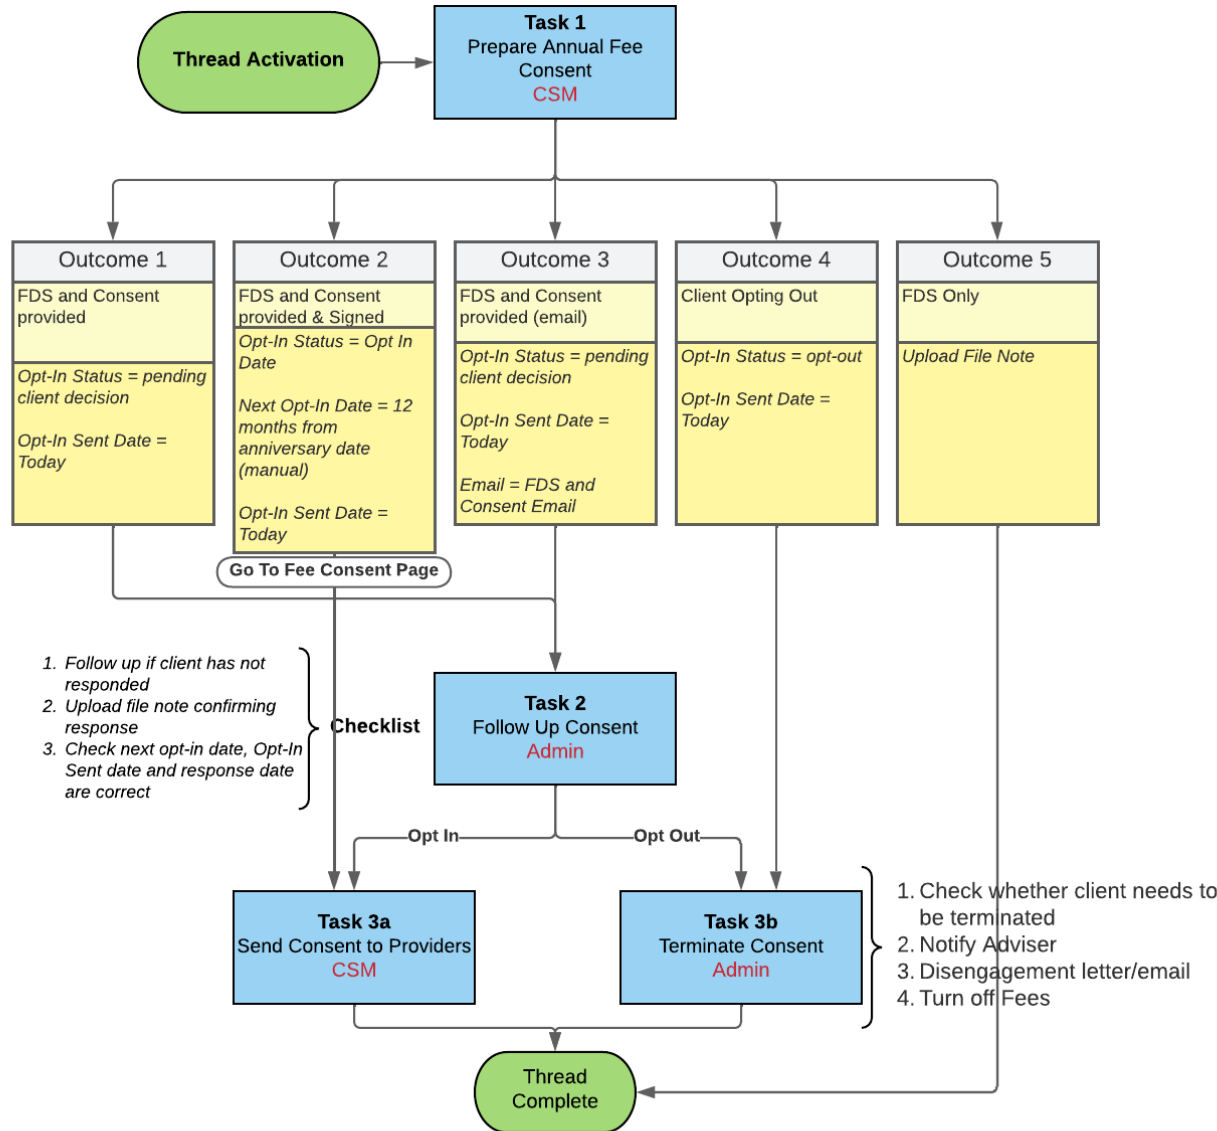 Thread Activation
Task 1
Prepare Annual Fee
Consent
CSM
Outcome 1
FDS and Consent
provided
Opt-In Status = pending
client decision
Opt-In Sent Date =
Today
Outcome 2
FDS and Consent
provided & Signed
Opt-In Status = Opt In
Date
Next Opt-In Date = 12
months from
anniversary date
(manual)
Opt-In Sent Date =
Today
Outcome 3
FDS and Consent
provided (email)
Opt-In Status = pending
client decision
Opt-In Sent Date =
Today
Email = FDS and
Consent Email
Outcome 4
Client Opting Out
Opt-In Status = opt-out
Opt-In Sent Date =
Today
Outcome 5
FDS Only
Upload File Note
Go To Fee Consent Page
1. Follow up if client has not
responded
2. Upload file note confirming
response
3. Check next opt-in date, Opt-In
Sent date and response date
are correct
Checklist
Task 2
Follow Up Consent
Admin
Opt In
Opt Out
Task 3a
Send Consent to Providers
CSM
Task 3b
Terminate Consent
Admin
1. Check whether client needs to
be terminated
2. Notify Adviser
3. Disengagement letter/email
4. Turn off Fees
Thread
Complete